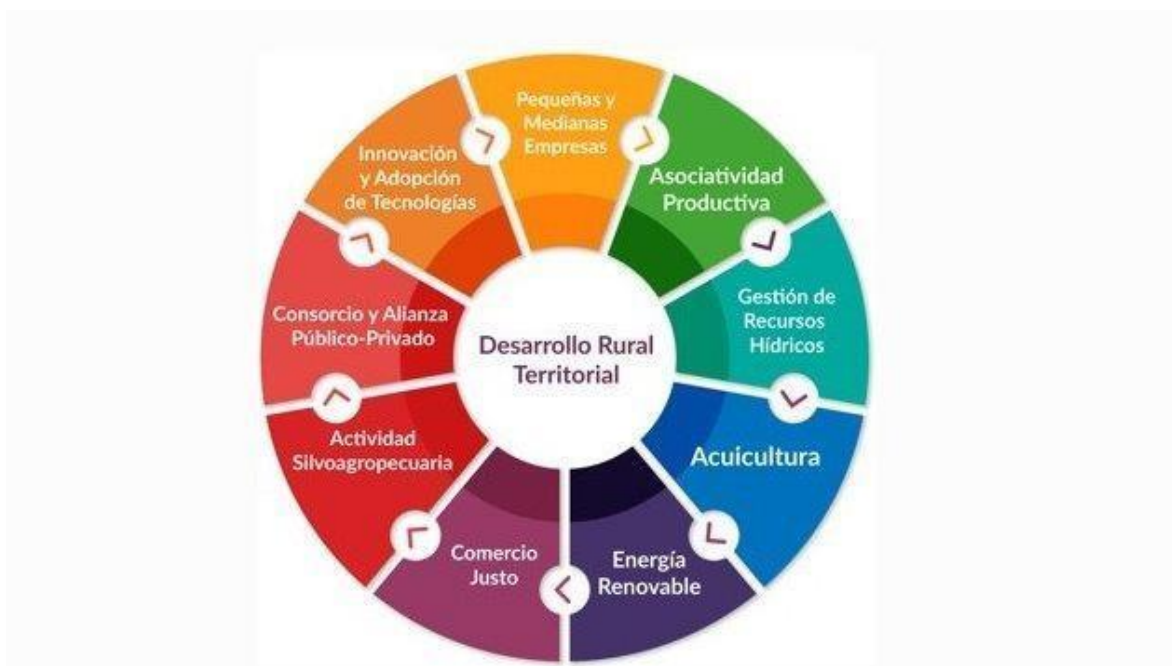 Pequeñas y
Medianas
Empresas
Asociatividad
Productiva
Gestión de
Recursos
Hídricos
Acuicultura
Energía
Renovable
Comercio
Justo
Actividad
Silvoagropecuaria
Consorcio y Alianza
Público-Privado
Innovación
y Adopción
de Tecnologías
Desarrollo Rural
Territorial